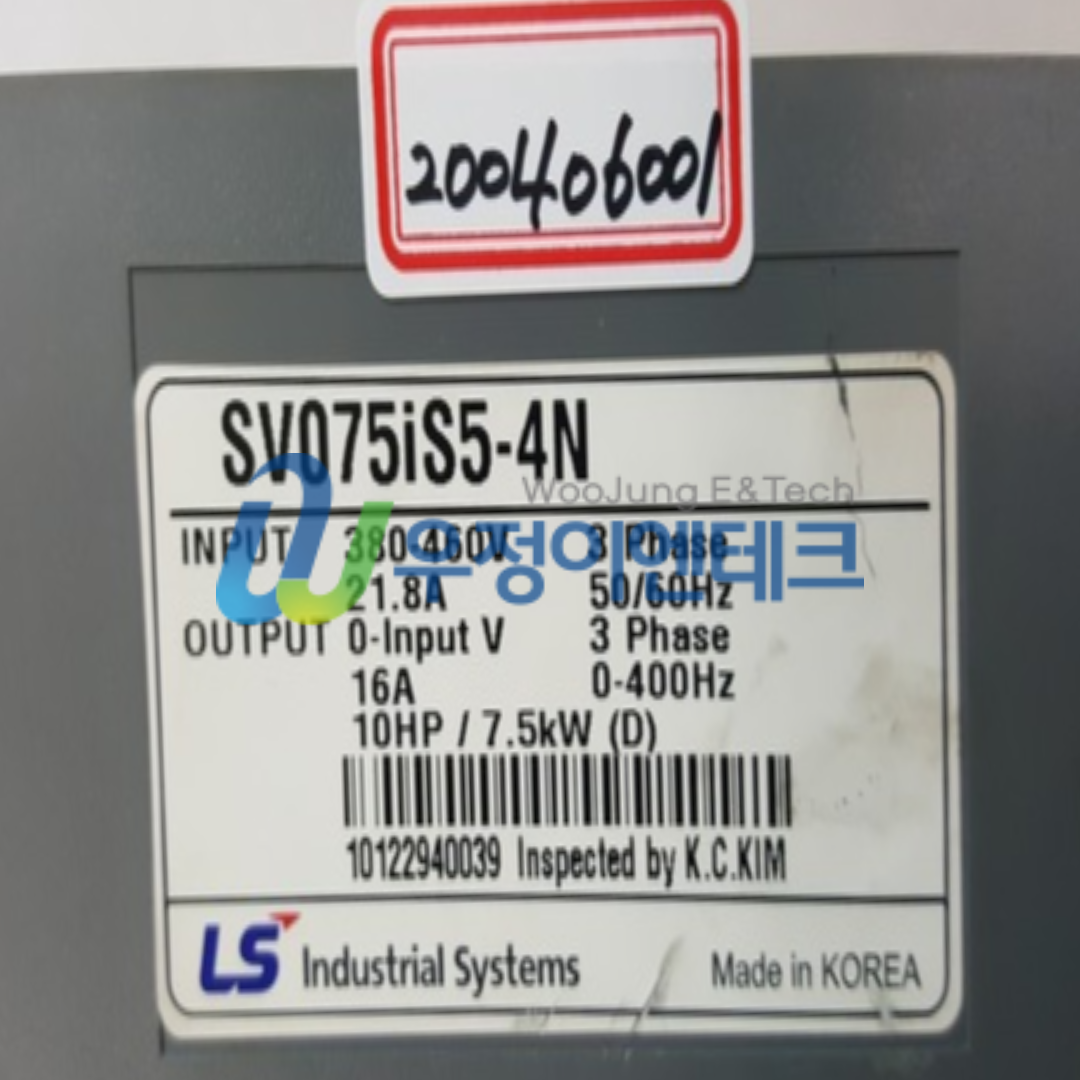 200406001
SV075iS5-4N
WooJung E&Tech
우정이엔테크
INPUT 380-460V 3 Phase
21.8A 50/60Hz
OUTPUT 0-Input V 3 Phase
16A 0-400Hz
10HP / 7.5kW (D)
10122940039 Inspected by K.C.KIM
LS Industrial Systems Made in KOREA